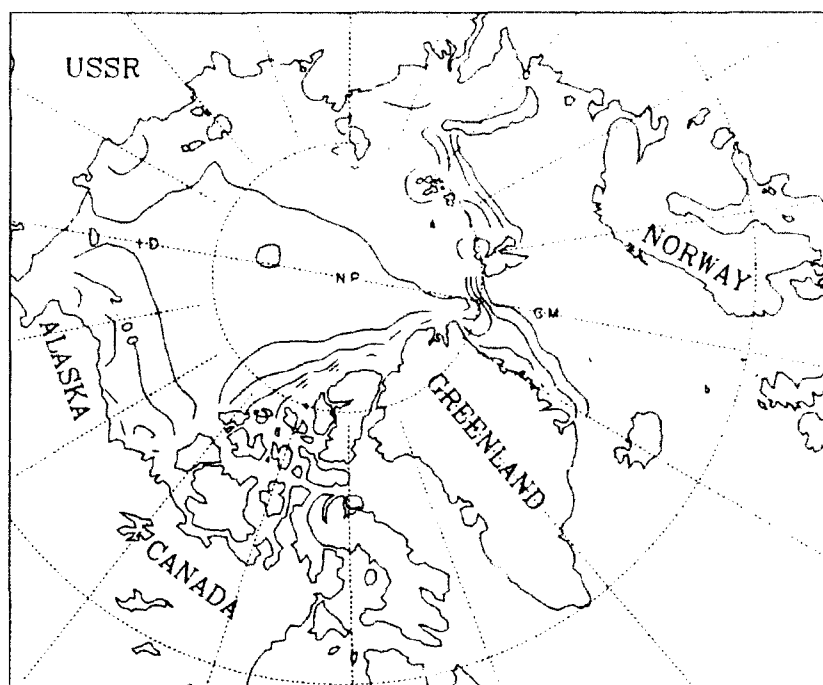 USSR
NORWAY
I.D.
N.P.
G.M.
ALASKA
GREENLAND
CANADA